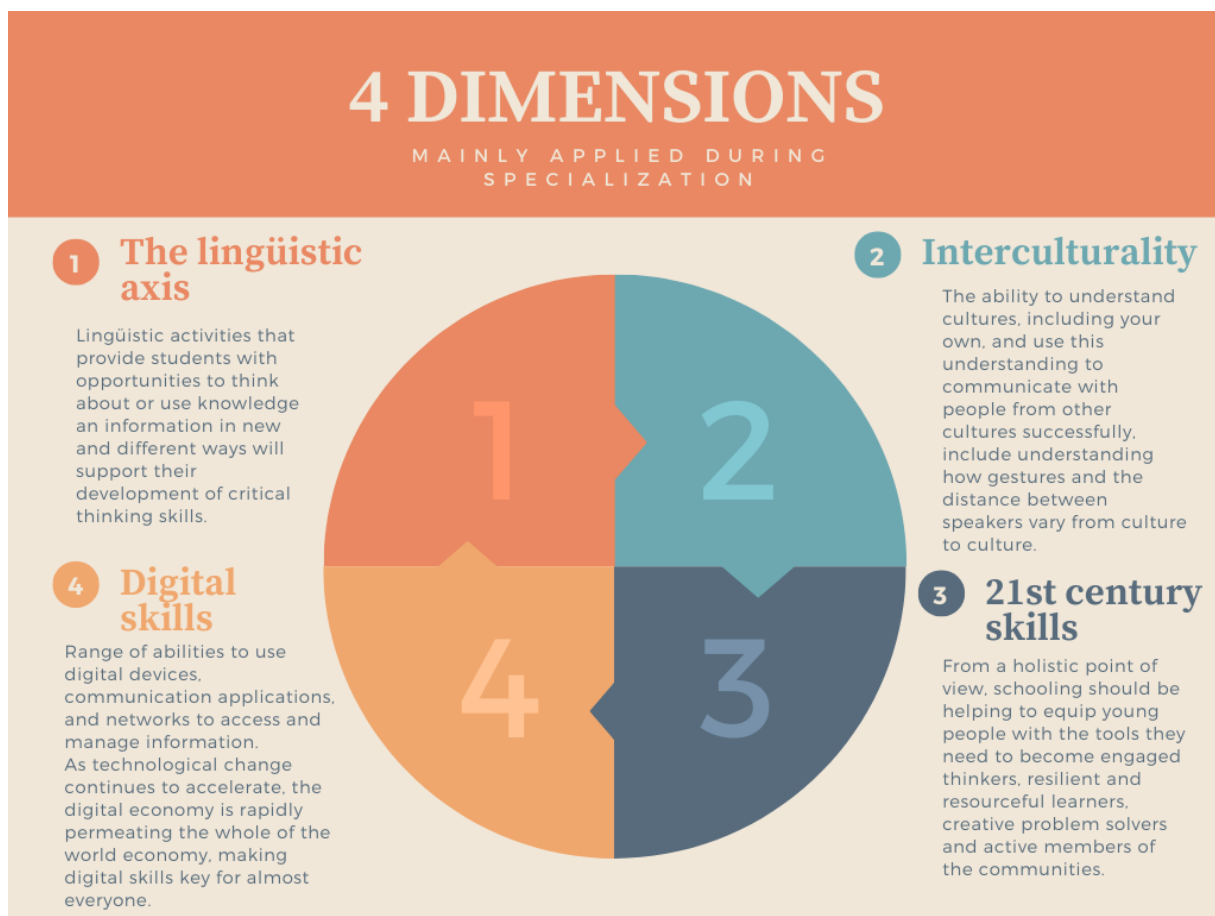 4 DIMENSIONS
MAINLY APPLIED DURING
SPECIALIZATION
1
The lingüistic
axis
Lingüistic activities that
provide students with
opportunities to think
about or use knowledge
an information in new
and different ways will
support their
development of critical
thinking skills.
2
Interculturality
The ability to understand
cultures, including your
own, and use this
understanding to
communicate with
people from other
cultures successfully,
include understanding
how gestures and the
distance between
speakers vary from culture
to culture.
1
2
4
3
4
Digital
skills
Range of abilities to use
digital devices,
communication applications,
and networks to access and
manage information.
As technological change
continues to accelerate, the
digital economy is rapidly
permeating the whole of the
world economy, making
digital skills key for almost
everyone.
3
21st century
skills
From a holistic point of
view, schooling should be
helping to equip young
people with the tools they
need to become engaged
thinkers, resilient and
resourceful learners,
creative problem solvers
and active members of
the communities.